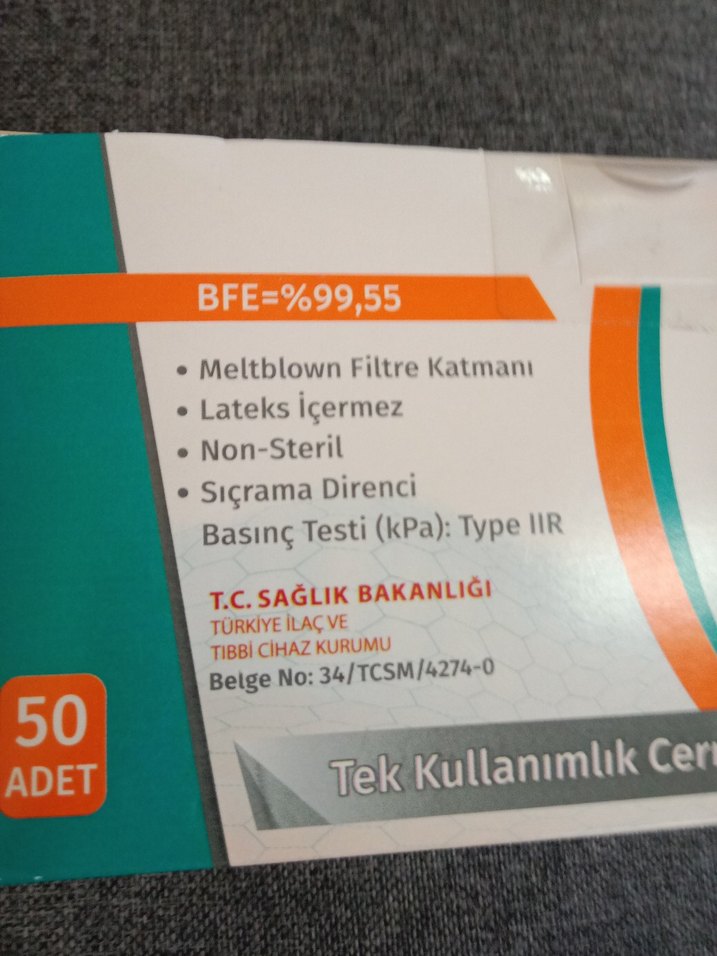 BFE=%99,55
• Meltblown Filtre Katmanı
• Lateks İçermez
• Non-Steril
• Sıçrama Direnci
Basınç Testi (kPa): Type IIR
T.C. SAĞLIK BAKANLIĞI
TÜRKİYE İLAÇ VE
TIBBİ CİHAZ KURUMU
Belge No: 34/TCSM/4274-0
50
ADET
Tek Kullanımlık